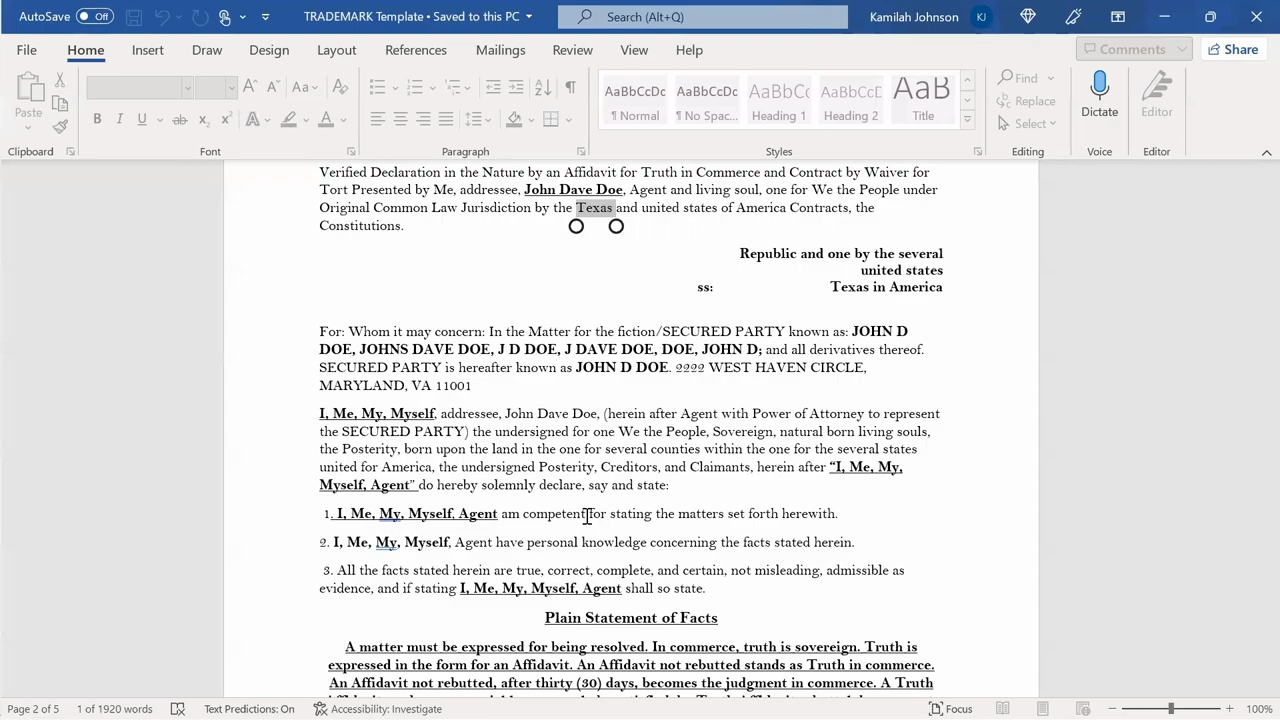 AutoSave Off TRADEMARK Template • Saved to this PC Search (Alt+Q) Kamilah Johnson KJ
File Home Insert Draw Design Layout References Mailings Review View Help Comments Share
Paste
Clipboard
Font
Paragraph
AaBbCcDc AaBbCcDc AaBbCc AaBbCcD AaB
¶ Normal ¶ No Spac... Heading Heading 2 Title
Styles
Find
Replace
Select
Editing
Dictate
Voice
Editor
Editor
Verified Declaration in the Nature by an Affidavit for Truth in Commerce and Contract by Waiver for
Tort Presented by Me, addressee, John Dave Doe, Agent and living soul, one for We the People under
Original Common Law Jurisdiction by the Texas and united states of America Contracts, the
Constitutions.
Republic and one by the several
united states
ss: Texas in America
For: Whom it may concern: In the Matter for the fiction/SECURED PARTY known as: JOHN D
DOE, JOHNS DAVE DOE, J D DOE, J DAVE DOE, DOE, JOHN D; and all derivatives thereof.
SECURED PARTY is hereafter known as JOHN D DOE. 2222 WEST HAVEN CIRCLE,
MARYLAND, VA 11001
I, Me, My, Myself, addressee, John Dave Doe, (herein after Agent with Power of Attorney to represent
the SECURED PARTY) the undersigned for one We the People, Sovereign, natural born living souls,
the Posterity, born upon the land in the one for several counties within the one for the several states
united for America, the undersigned Posterity, Creditors, and Claimants, herein after "I, Me, My,
Myself, Agent" do hereby solemnly declare, say and state:
1. I, Me, My, Myself, Agent am competent for stating the matters set forth herewith.
2. I, Me, My, Myself, Agent have personal knowledge concerning the facts stated herein.
3. All the facts stated herein are true, correct, complete, and certain, not misleading, admissible as
evidence, and if stating I, Me, My, Myself, Agent shall so state.
Plain Statement of Facts
A matter must be expressed for being resolved. In commerce, truth is sovereign. Truth is
expressed in the form for an Affidavit. An Affidavit not rebutted stands as Truth in commerce.
An Affidavit not rebutted, after thirty (30) days, becomes the judgment in commerce. A Truth
Page 2 of 5 1 of 1920 words Text Predictions: On Accessibility: Investigate Focus 100%